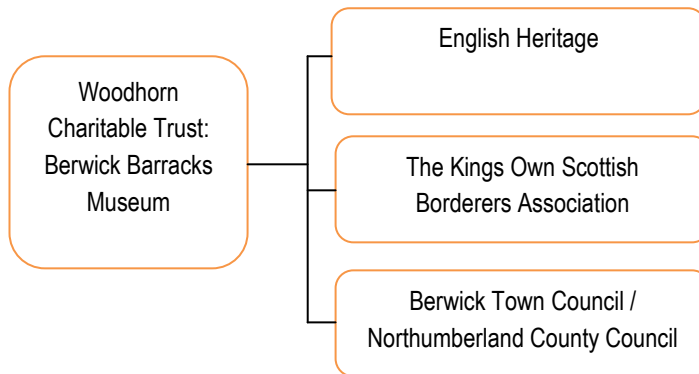 Woodhorn
Charitable Trust:
Berwick Barracks
Museum
English Heritage
The Kings Own Scottish
Borderers Association
Berwick Town Council /
Northumberland County Council